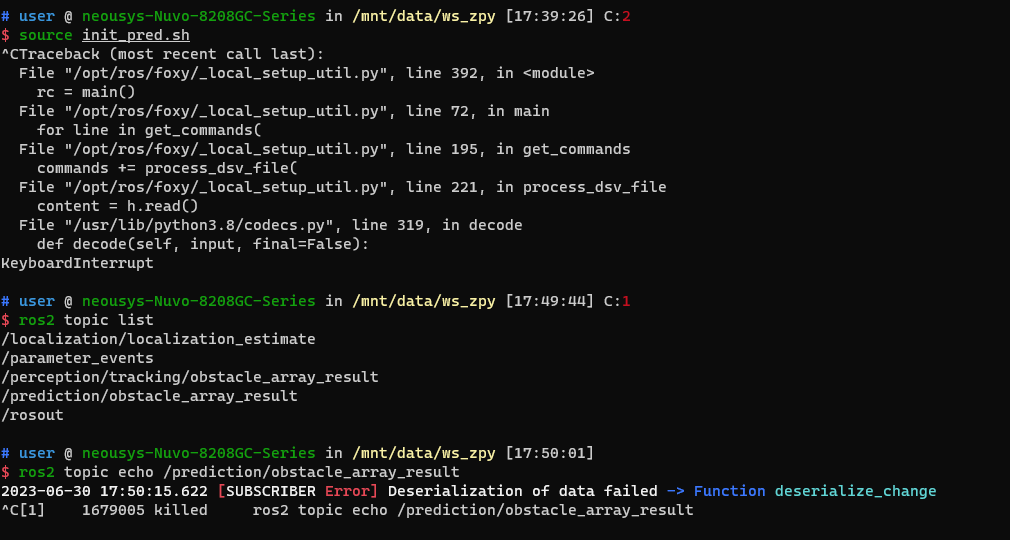 # user @ neousys-Nuvo-8208GC-Series in /mnt/data/ws_zpy [17:39:26] C:2
$ source init_pred.sh
^CTraceback (most recent call last):
  File "/opt/ros/foxy/_local_setup_util.py", line 392, in <module>
    rc = main()
  File "/opt/ros/foxy/_local_setup_util.py", line 72, in main
    for line in get_commands(
  File "/opt/ros/foxy/_local_setup_util.py", line 195, in get_commands
    commands += process_dsv_file(
  File "/opt/ros/foxy/_local_setup_util.py", line 221, in process_dsv_file
    content = h.read()
  File "/usr/lib/python3.8/codecs.py", line 319, in decode
    def decode(self, input, final=False):
KeyboardInterrupt
# user @ neousys-Nuvo-8208GC-Series in /mnt/data/ws_zpy [17:49:44] C:1
$ ros2 topic list
/localization/localization_estimate
/parameter_events
/perception/tracking/obstacle_array_result
/prediction/obstacle_array_result
/rosout
# user @ neousys-Nuvo-8208GC-Series in /mnt/data/ws_zpy [17:50:01]
$ ros2 topic echo /prediction/obstacle_array_result
2023-06-30 17:50:15.622 [SUBSCRIBER Error] Deserialization of data failed -> Function deserialize_change
^C[1]    1679005 killed     ros2 topic echo /prediction/obstacle_array_result